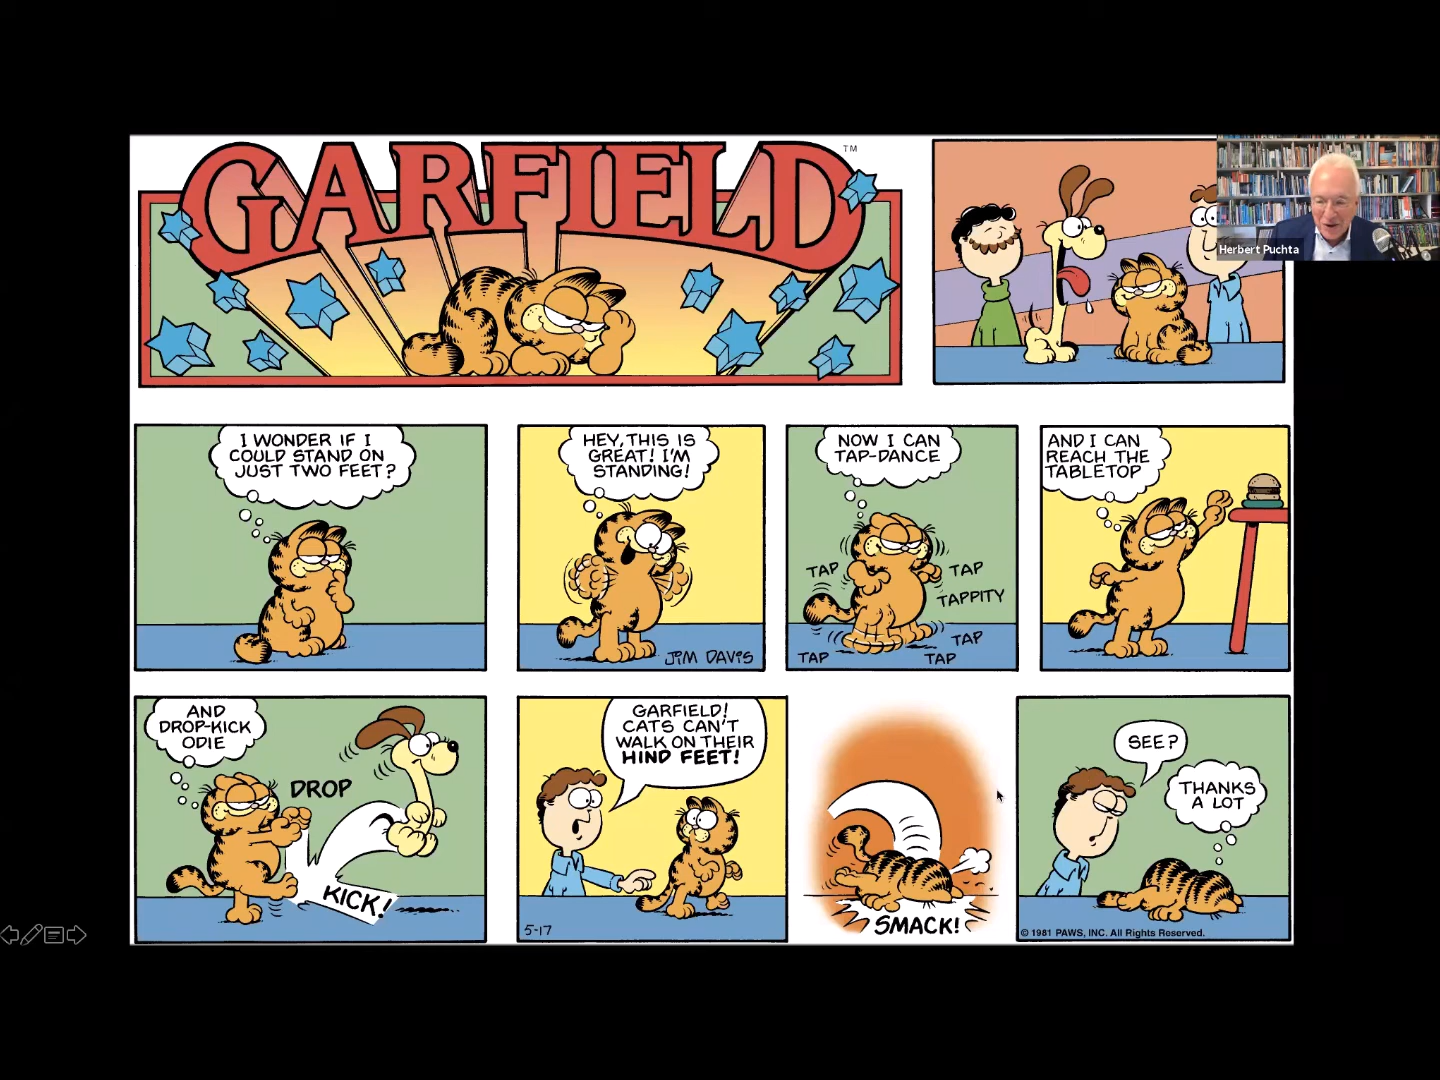 GARFIELD
TM
Herbert Puchta
I WONDER IF I
COULD STAND ON
JUST TWO FEET?
HEY, THIS IS
GREAT! I'M
STANDING!
JIM DAVIS
NOW I CAN
TAP-DANCE
TAP
TAP
TAPPITY
TAP
TAP
TAP
AND I CAN
REACH THE
TABLETOP
AND
DROP-KICK
ODIE
DROP
KICK!
GARFIELD!
CATS CAN'T
WALK ON THEIR
HIND FEET!
5-17
SMACK!
SEE?
THANKS
A LOT
© 1981 PAWS, INC. All Rights Reserved.